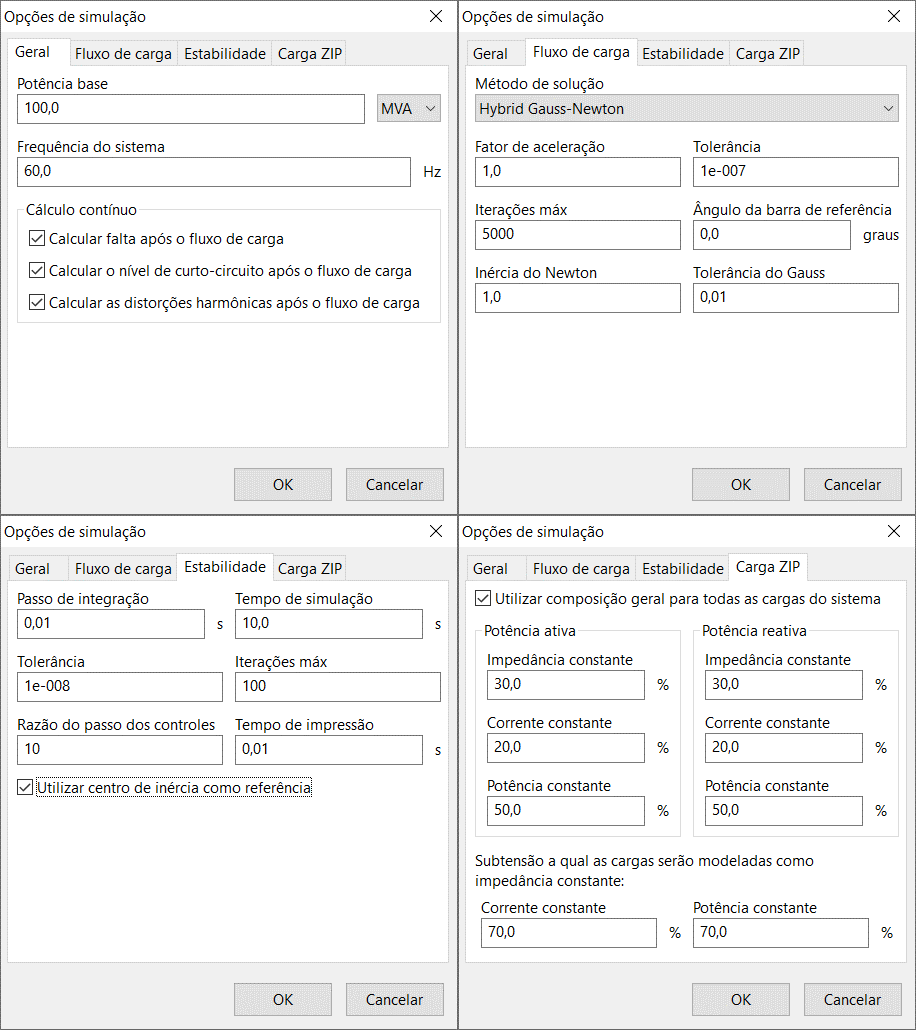 Opções de simulação
Geral Fluxo de carga Estabilidade Carga ZIP
Potência base
100,0 MVA
Frequência do sistema
60,0 Hz
Cálculo contínuo
Calcular falta após o fluxo de carga
Calcular o nível de curto-circuito após o fluxo de carga
Calcular as distorções harmônicas após o fluxo de carga
OK Cancelar
Opções de simulação
Geral Fluxo de carga Estabilidade Carga ZIP
Método de solução
Hybrid Gauss-Newton
Fator de aceleração Tolerância
1,0 1e-007
Iterações máx Ângulo da barra de referência
5000 0,0 graus
Inércia do Newton Tolerância do Gauss
1,0 0,01
OK Cancelar
Opções de simulação
Geral Fluxo de carga Estabilidade Carga ZIP
Passo de integração Tempo de simulação
0,01 s 10,0 s
Tolerância Iterações máx
1e-008 100
Razão do passo dos controles Tempo de impressão
10 0,01 s
Utilizar centro de inércia como referência
OK Cancelar
Opções de simulação
Geral Fluxo de carga Estabilidade Carga ZIP
Utilizar composição geral para todas as cargas do sistema
Potência ativa Potência reativa
Impedância constante Impedância constante
30,0 % 30,0 %
Corrente constante Corrente constante
20,0 % 20,0 %
Potência constante Potência constante
50,0 % 50,0 %
Subtensão a qual as cargas serão modeladas como
impedância constante:
Corrente constante Potência constante
70,0 % 70,0 %
OK Cancelar